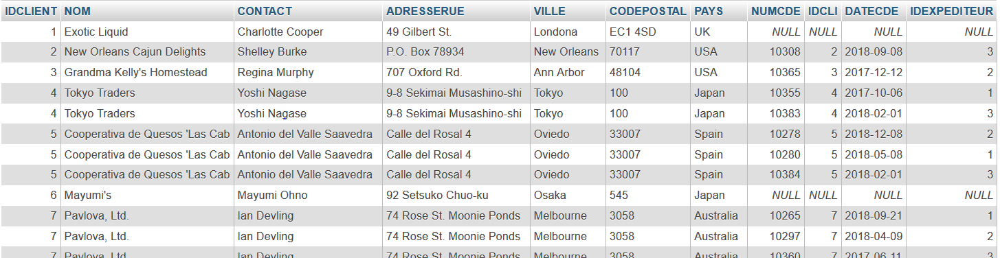 IDCLIENT NOM CONTACT ADRESSERUE VILLE CODEPOSTAL PAYS NUMCDE IDCLI DATECDE IDEXPEDITEUR
1 Exotic Liquid Charlotte Cooper 49 Gilbert St. Londona EC1 4SD UK NULL NULL NULL NULL
2 New Orleans Cajun Delights Shelley Burke P.O. Box 78934 New Orleans 70117 USA 10308 2 2018-09-08 3
3 Grandma Kelly's Homestead Regina Murphy 707 Oxford Rd. Ann Arbor 48104 USA 10365 3 2017-12-12 2
4 Tokyo Traders Yoshi Nagase 9-8 Sekimai Musashino-shi Tokyo 100 Japan 10355 4 2017-10-06 1
4 Tokyo Traders Yoshi Nagase 9-8 Sekimai Musashino-shi Tokyo 100 Japan 10383 4 2018-02-01 3
5 Cooperativa de Quesos 'Las Cab Antonio del Valle Saavedra Calle del Rosal 4 Oviedo 33007 Spain 10278 5 2018-12-08 2
5 Cooperativa de Quesos 'Las Cab Antonio del Valle Saavedra Calle del Rosal 4 Oviedo 33007 Spain 10280 5 2018-05-08 1
5 Cooperativa de Quesos 'Las Cab Antonio del Valle Saavedra Calle del Rosal 4 Oviedo 33007 Spain 10384 5 2018-02-01 3
6 Mayumi's Mayumi Ohno 92 Setsuko Chuo-ku Osaka 545 Japan NULL NULL NULL NULL
7 Pavlova, Ltd. Ian Devling 74 Rose St. Moonie Ponds Melbourne 3058 Australia 10265 7 2018-09-21 1
7 Pavlova, Ltd. Ian Devling 74 Rose St. Moonie Ponds Melbourne 3058 Australia 10297 7 2018-04-09 2
7 Pavlova, Ltd. Ian Devling 74 Rose St. Moonie Ponds Melbourne 3058 Australia 10360 7 2017-06-11 3